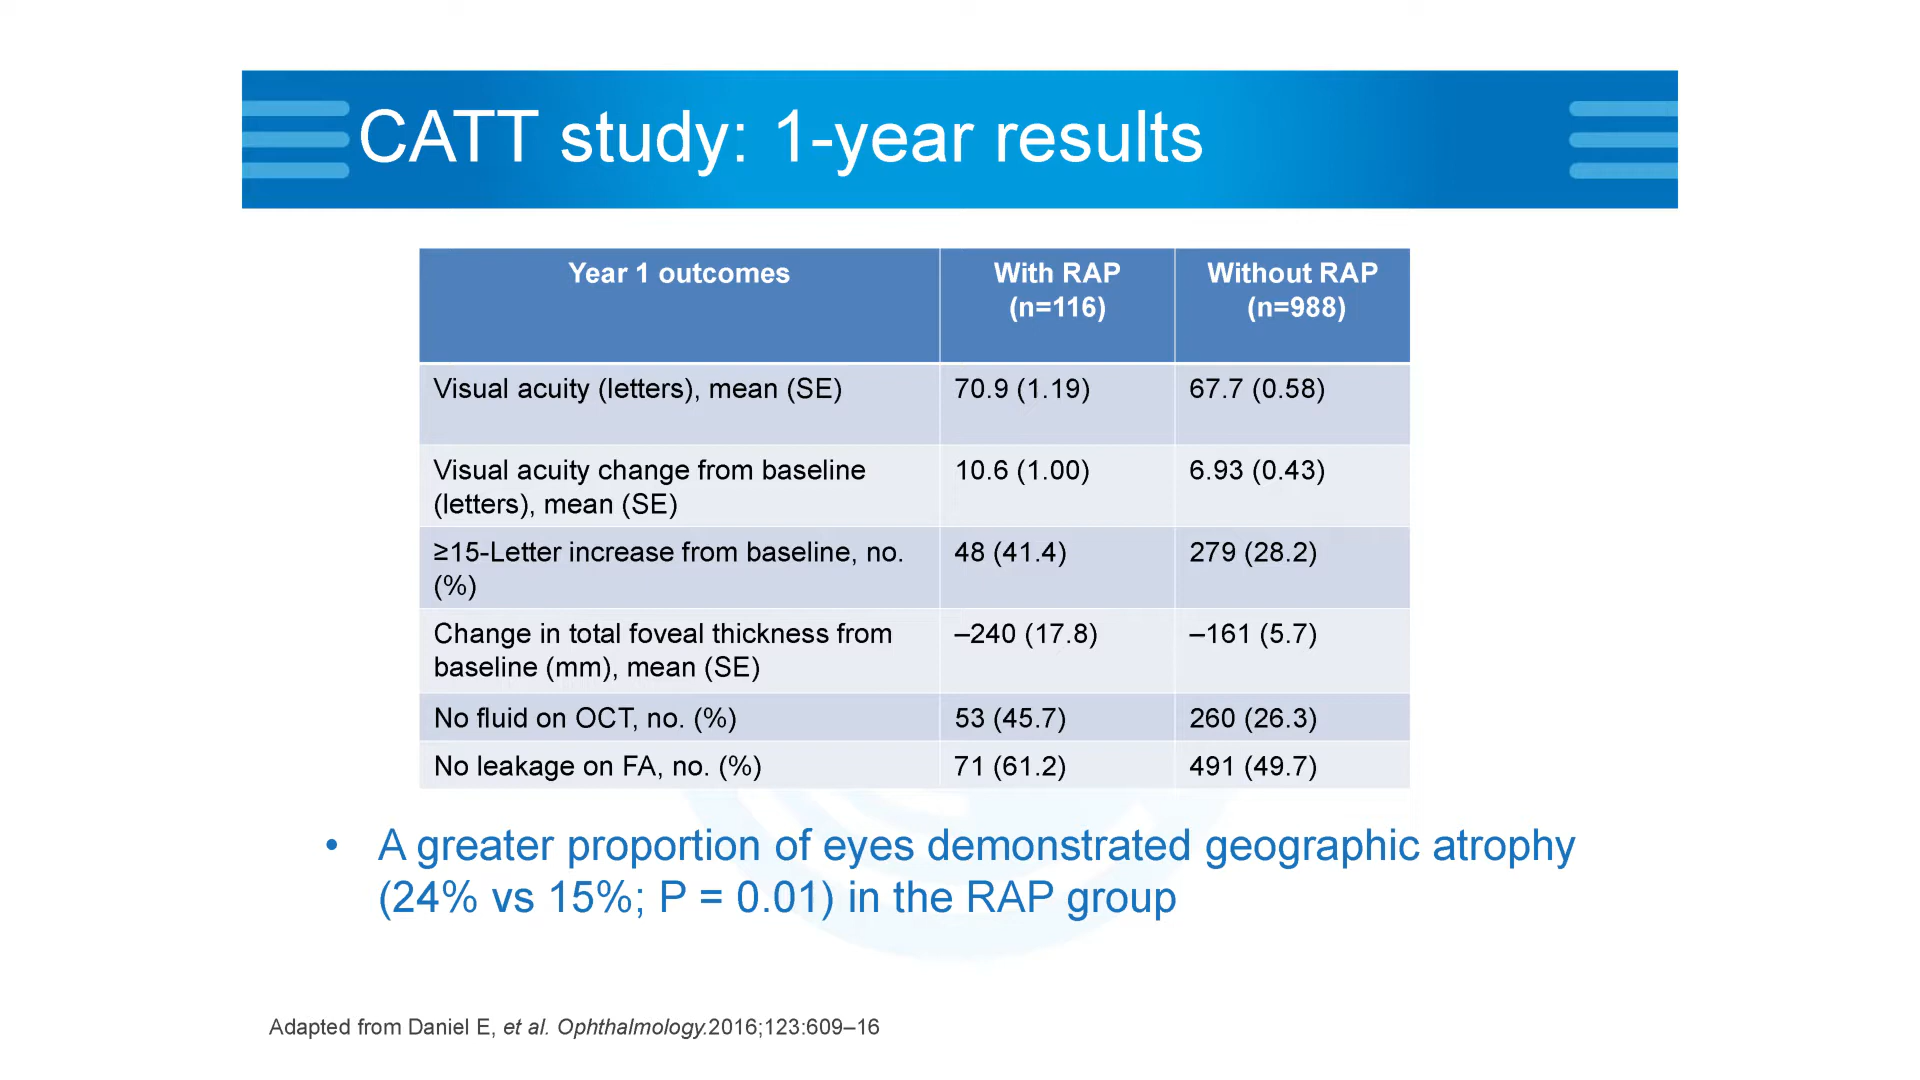 CATT study: 1-year results
Year 1 outcomes
With RAP
(n=116)
Without RAP
(n=988)
Visual acuity (letters), mean (SE)
70.9 (1.19)
67.7 (0.58)
Visual acuity change from baseline
(letters), mean (SE)
10.6 (1.00)
6.93 (0.43)
≥15-Letter increase from baseline, no.
(%)
48 (41.4)
279 (28.2)
Change in total foveal thickness from
baseline (mm), mean (SE)
–240 (17.8)
–161 (5.7)
No fluid on OCT, no. (%)
53 (45.7)
260 (26.3)
No leakage on FA, no. (%)
71 (61.2)
491 (49.7)
• A greater proportion of eyes demonstrated geographic atrophy
(24% vs 15%; P = 0.01) in the RAP group
Adapted from Daniel E, et al. Ophthalmology.2016;123:609–16